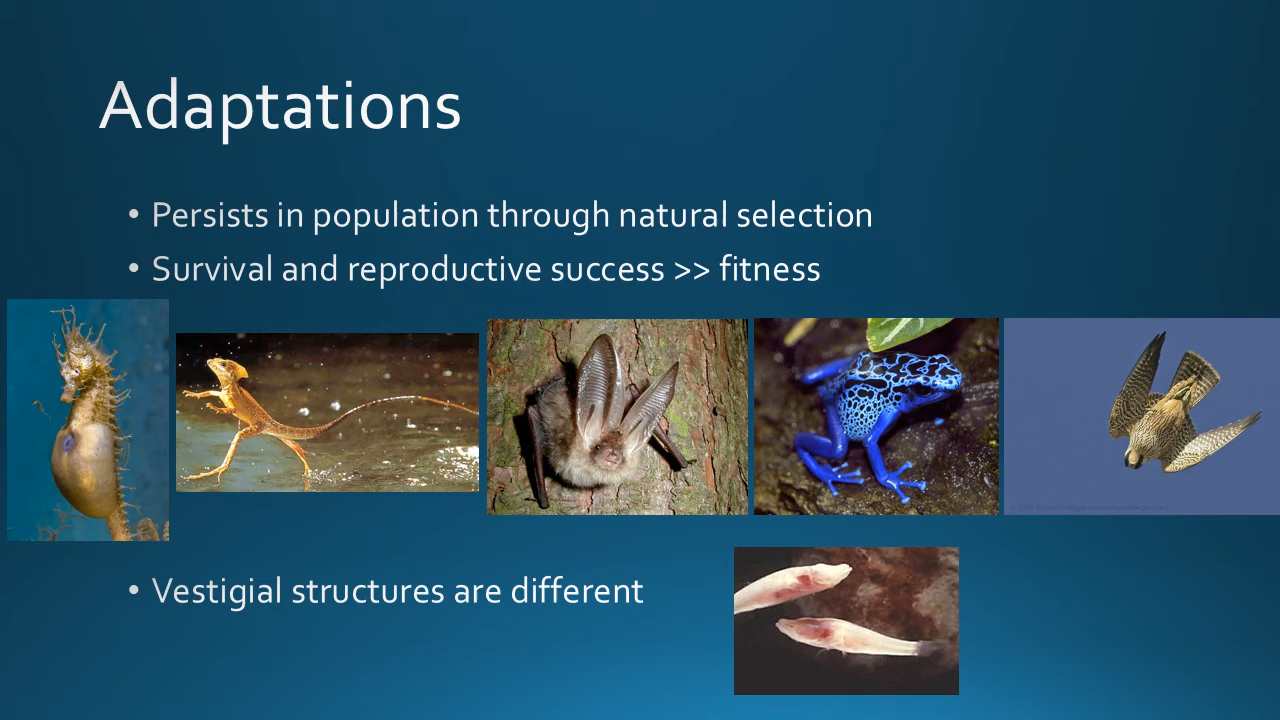 Adaptations
• Persists in population through natural selection
• Survival and reproductive success >> fitness
• Vestigial structures are different